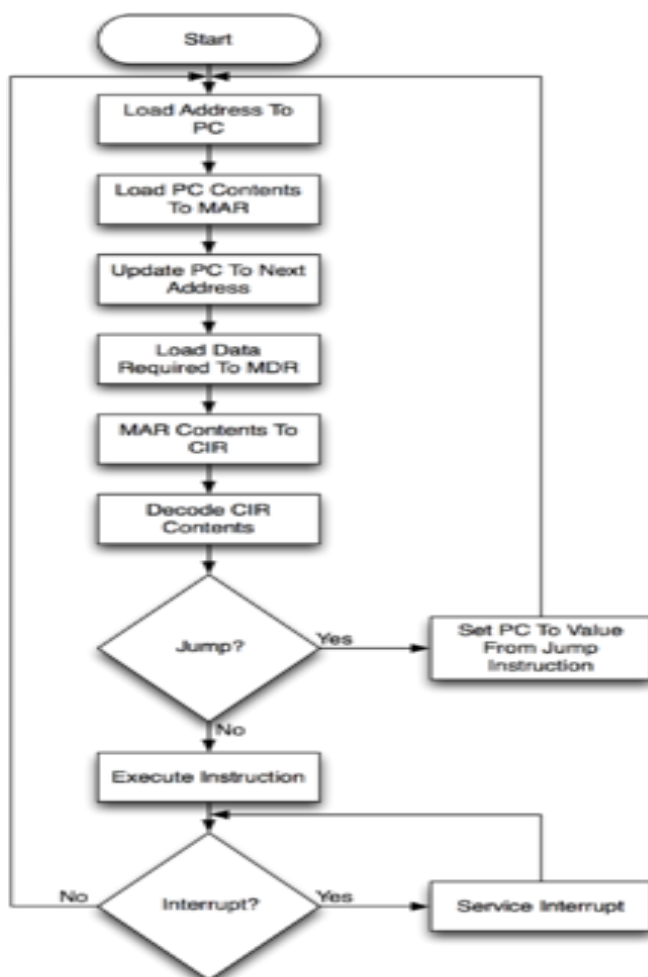 Start
Load Address To
PC
Load PC Contents
To MAR
Update PC To Next
Address
Load Data
Required To MDR
MAR Contents To
CIR
Decode CIR
Contents
Jump?
Yes
Set PC To Value
From Jump
Instruction
No
Execute Instruction
No
Interrupt?
Yes
Service Interrupt